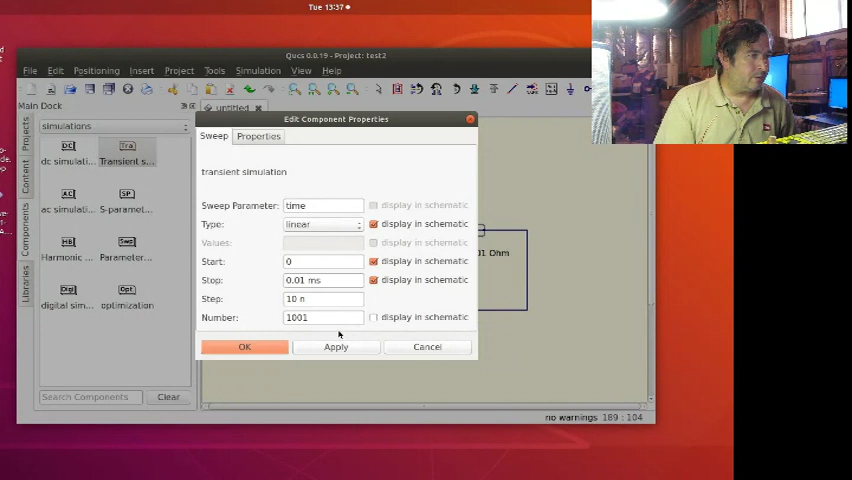 Tue 13:37
Qucs 0.0.19 - Project: test2
File Edit Positioning Insert Project Tools Simulation View Help
Main Dock
untitled
simulations
Projects
Content
Components
Libraries
dc simulati...
Transient s...
ac simulati...
S-paramet...
Harmonic ...
Parameter...
digital sim...
optimization
Search Components
Clear
Edit Component Properties
Sweep
Properties
transient simulation
Sweep Parameter: time display in schematic
Type: linear display in schematic
Values: display in schematic
Start: 0 display in schematic
Stop: 0.01 ms display in schematic
Step: 10 n
Number: 1001 display in schematic
OK
Apply
Cancel
01 Ohm
no warnings 189 : 104